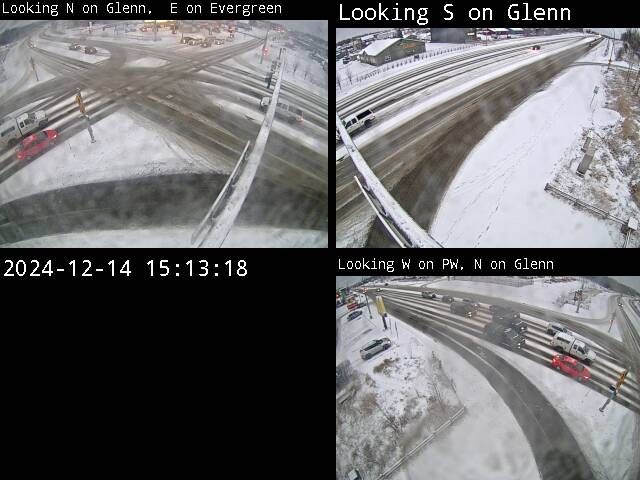 Looking N on Glenn,  E on Evergreen
Looking S on Glenn
2024-12-14 15:13:18
Looking W on PW, N on Glenn